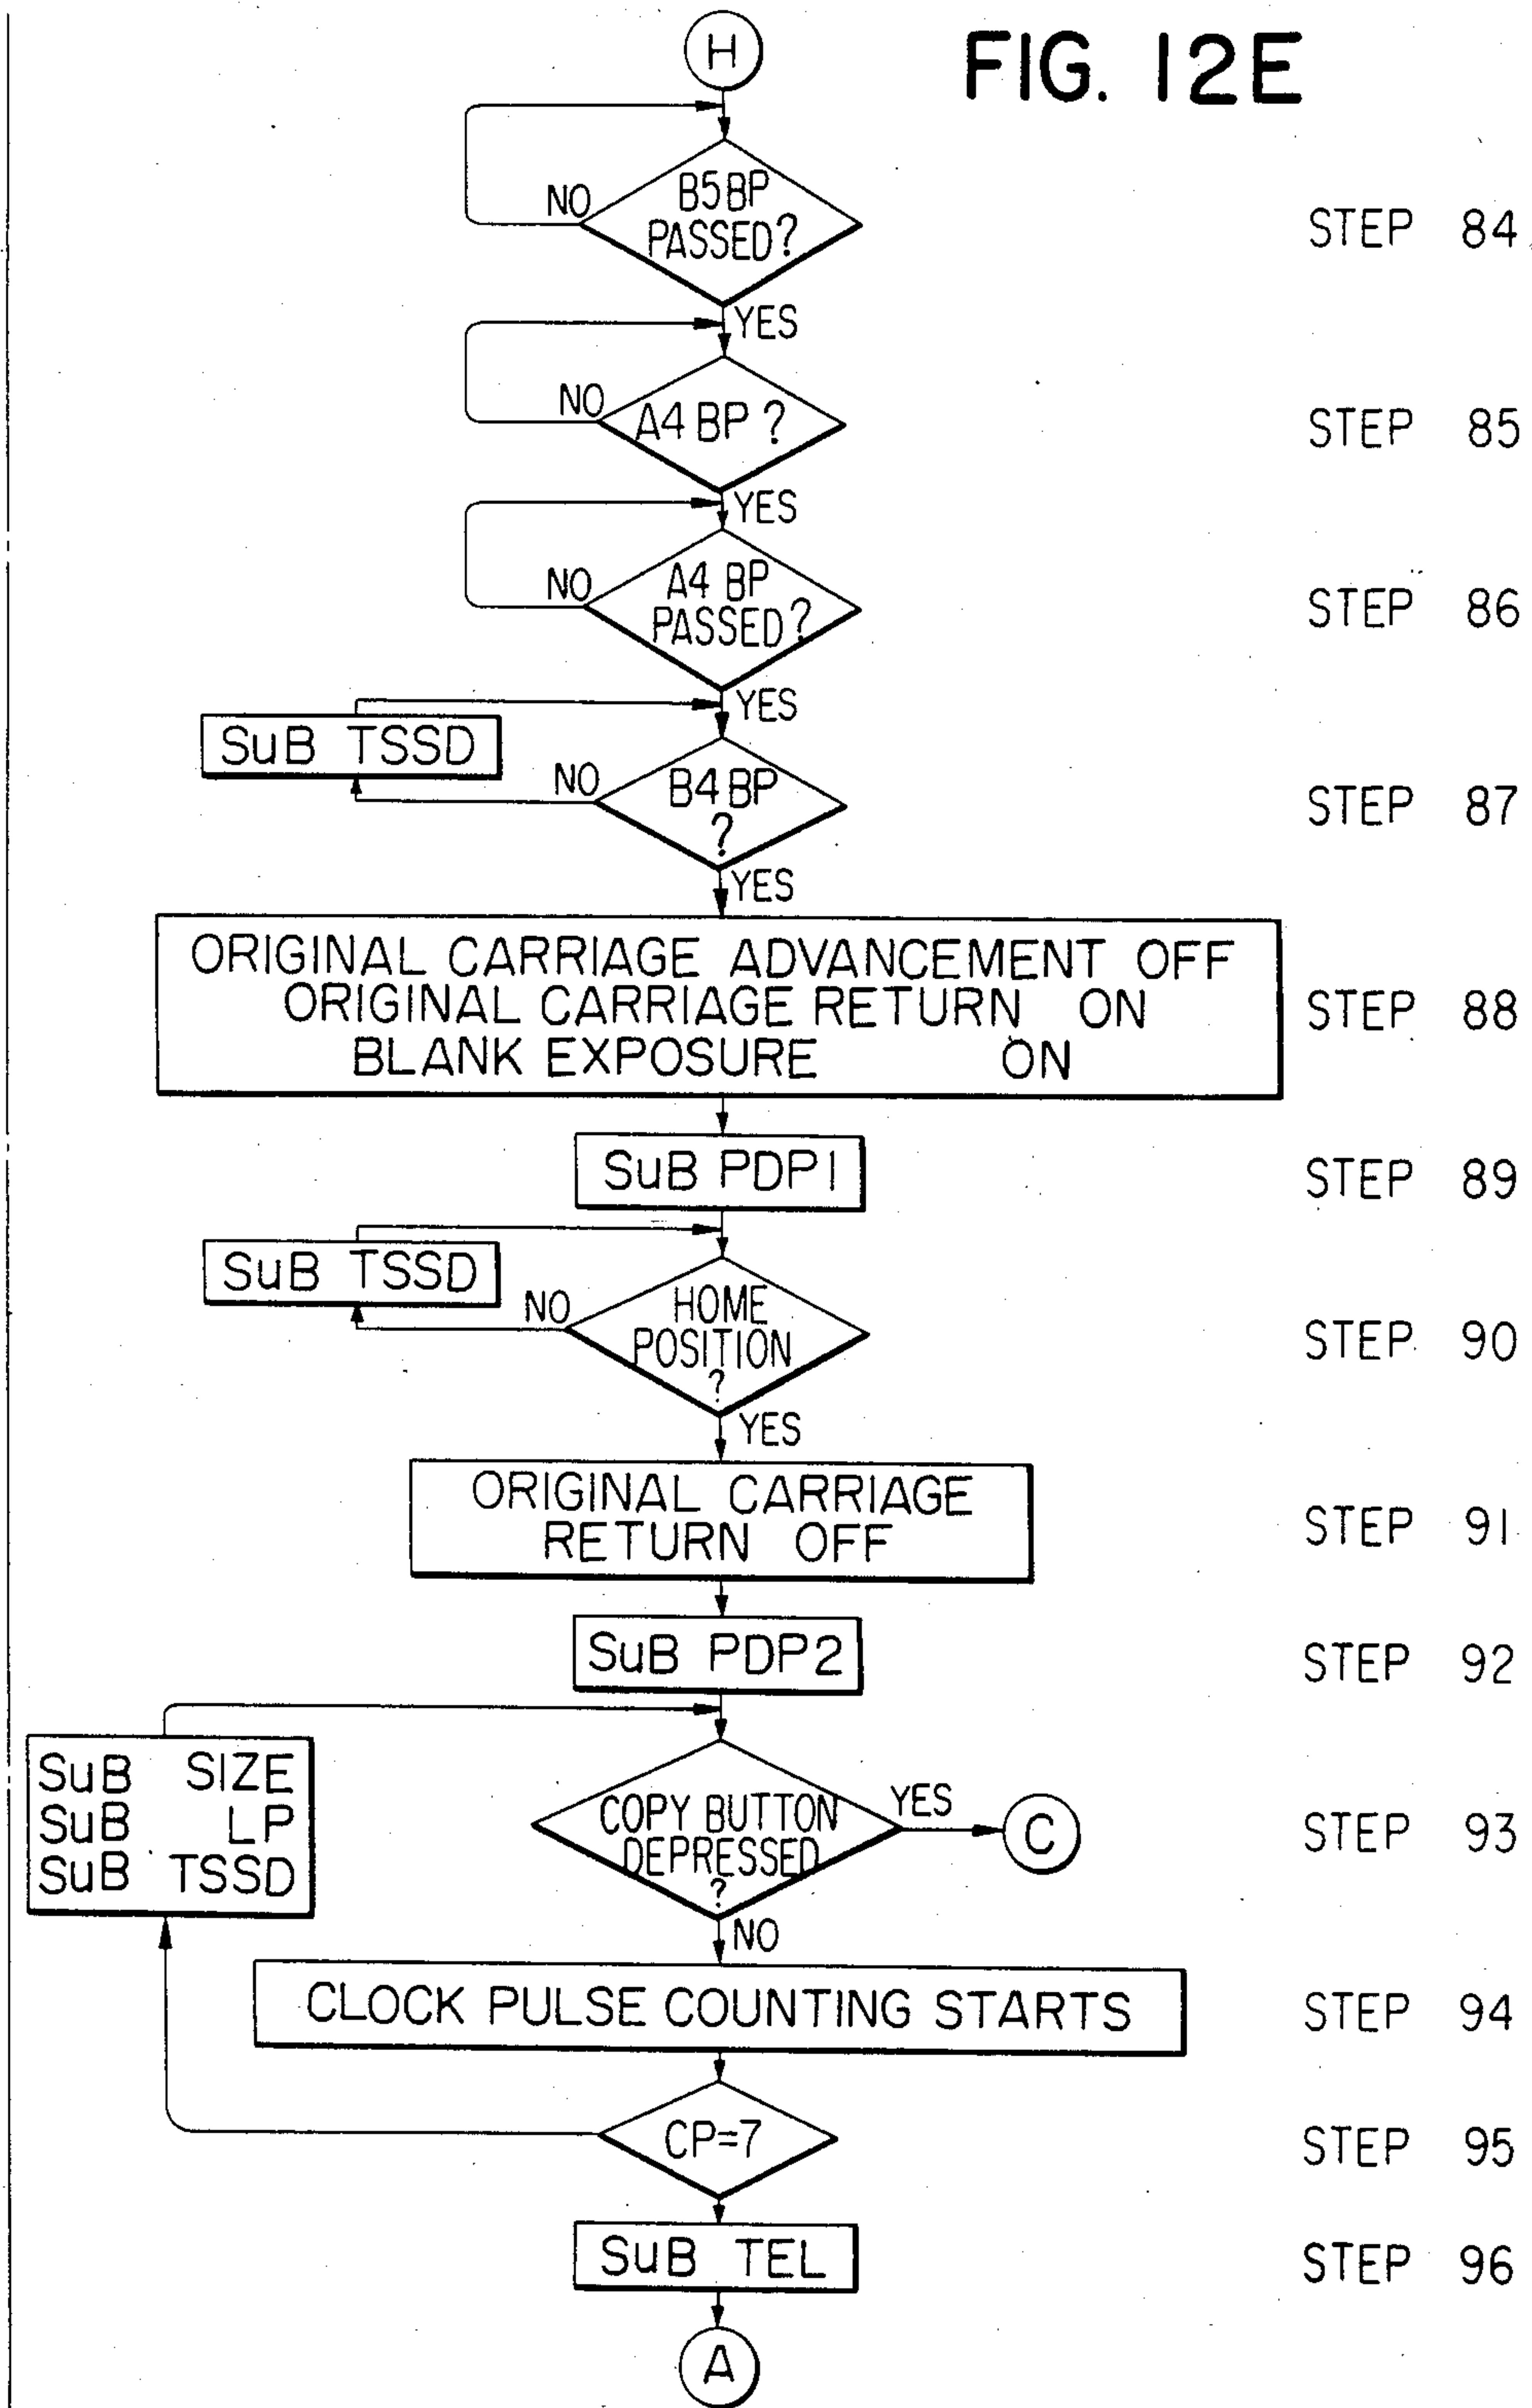 H
FIG. 12E
B5 BP
PASSED?
NO
STEP 84
YES
A4 BP ?
NO
STEP 85
YES
A4 BP
PASSED?
NO
STEP 86
YES
SuB TSSD
NO
B4 BP
?
STEP 87
YES
ORIGINAL CARRIAGE ADVANCEMENT OFF
ORIGINAL CARRIAGE RETURN ON
BLANK EXPOSURE ON
STEP 88
SuB PDP1
STEP 89
SuB TSSD
NO
HOME
POSITION
?
STEP 90
YES
ORIGINAL CARRIAGE
RETURN OFF
STEP 91
SuB PDP2
STEP 92
SuB SIZE
SuB LP
SuB TSSD
COPY BUTTON
DEPRESSED
?
YES
C
STEP 93
NO
CLOCK PULSE COUNTING STARTS
STEP 94
CP=7
STEP 95
SuB TEL
STEP 96
A